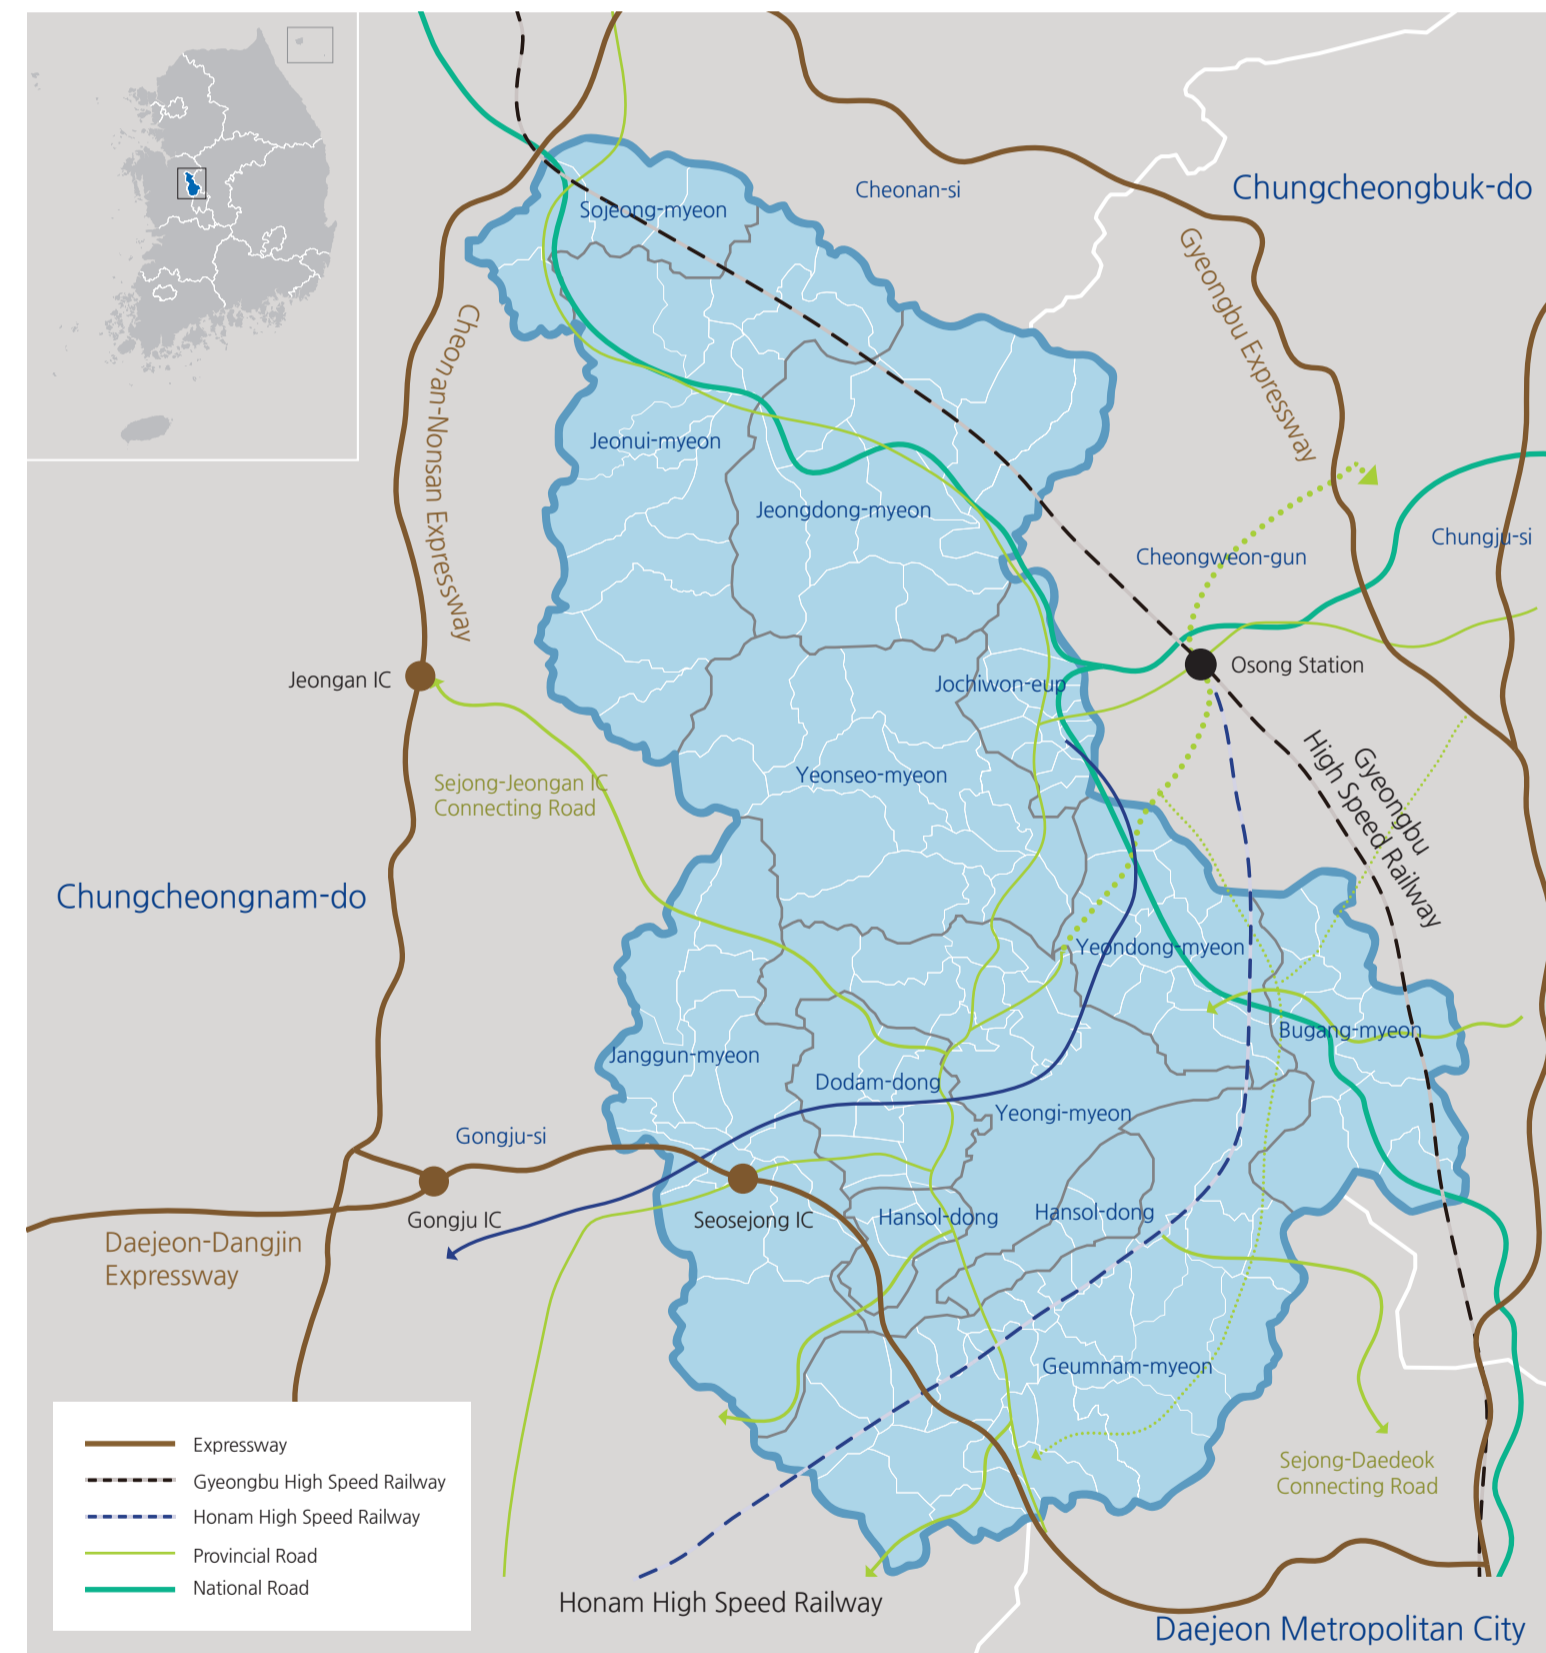 Chungcheongbuk-do
Cheonan-si
Sojeong-myeon
Gyeongbu Expressway
Cheonan-Nonsan Expressway
Jeonui-myeon
Jeongdong-myeon
Chungju-si
Cheongweon-gun
Osong Station
Jeongan IC
Jochiwon-eup
Gyeongbu
High Speed Railway
Yeonseo-myeon
Sejong-Jeongan IC
Connecting Road
Chungcheongnam-do
Yeondong-myeon
Bugang-myeon
Janggun-myeon
Dodam-dong
Yeongi-myeon
Gongju-si
Gongju IC
Seosejong IC
Hansol-dong
Hansol-dong
Daejeon-Dangjin
Expressway
Geumnam-myeon
Sejong-Daedeok
Connecting Road
Expressway
Gyeongbu High Speed Railway
Honam High Speed Railway
Provincial Road
National Road
Honam High Speed Railway
Daejeon Metropolitan City